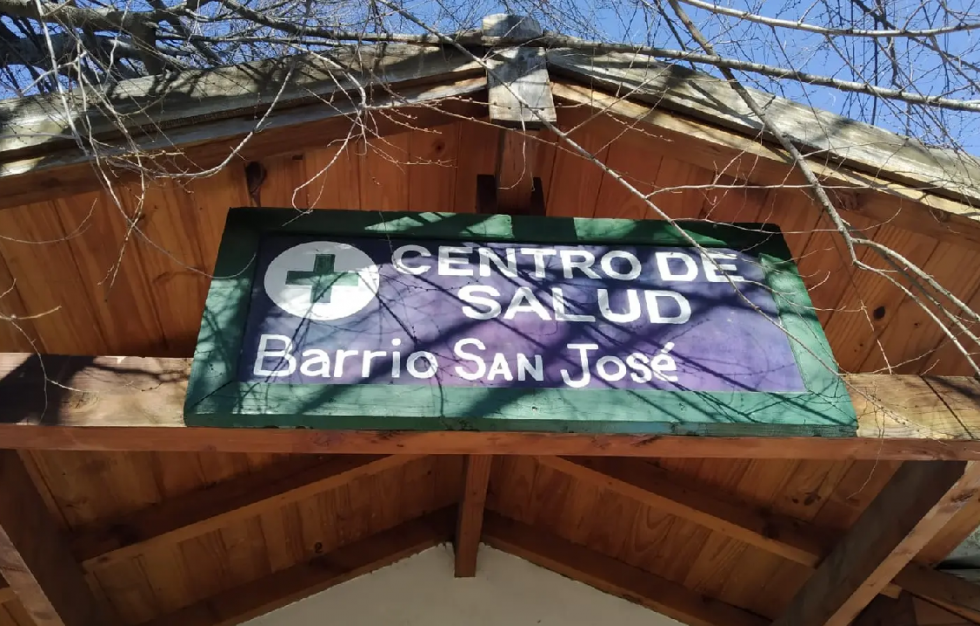 CENTRO DE
SALUD
Barrio SAN José